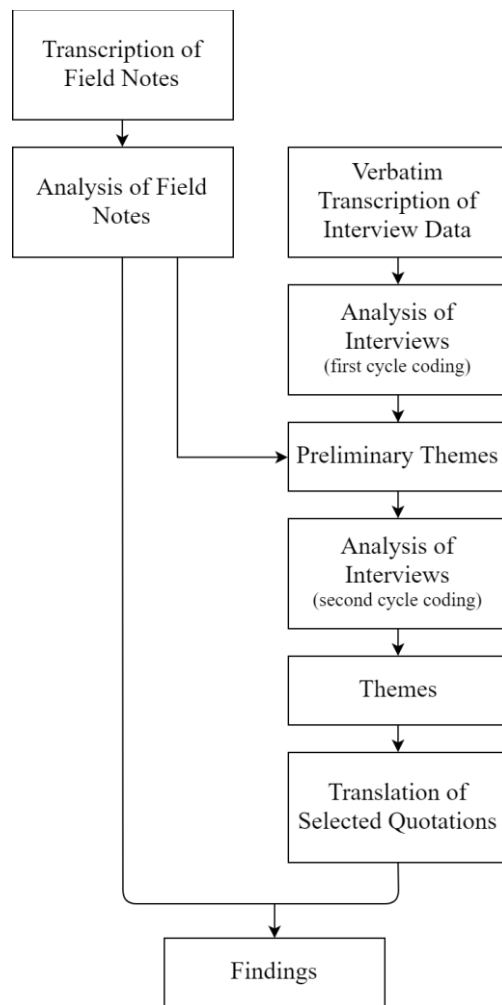 Transcription of
Field Notes
Analysis of Field
Notes
Verbatim
Transcription of
Interview Data
Analysis of
Interviews
(first cycle coding)
Preliminary Themes
Analysis of
Interviews
(second cycle coding)
Themes
Translation of
Selected Quotations
Findings